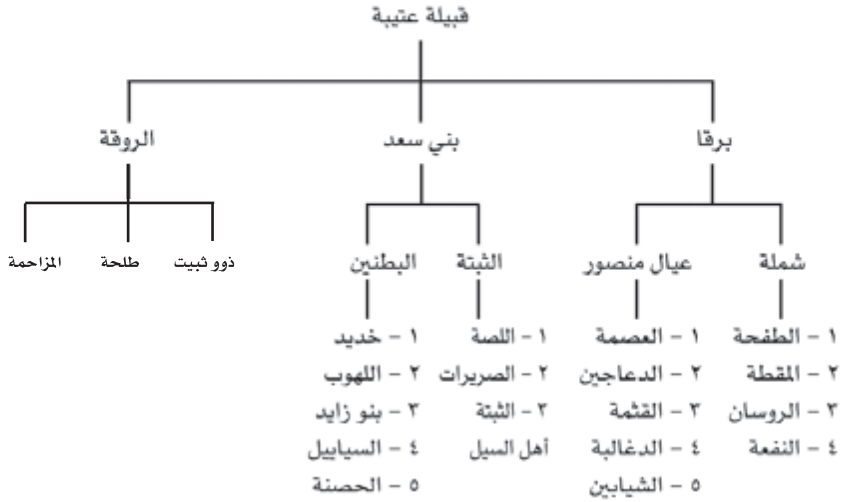 قبيلة عتيبة
برقا
بني سعد
الروقة
شملة
عيال منصور
الثبتة
البطنين
ذوو ثبيت
طلحة
المزاحمة
١ - الطفحة
٢ - المقطة
٣ - الروسان
٤ - النفعة
١ - العصمة
٢ - الدعاجين
٣ - القثمة
٤ - الدغالبة
٥ - الشيابين
١ - اللصة
٢ - الصريرات
٣ - الثبتة
أهل السيل
١ - خديد
٢ - اللهوب
٣ - بنو زايد
٤ - السياييل
٥ - الحصنة